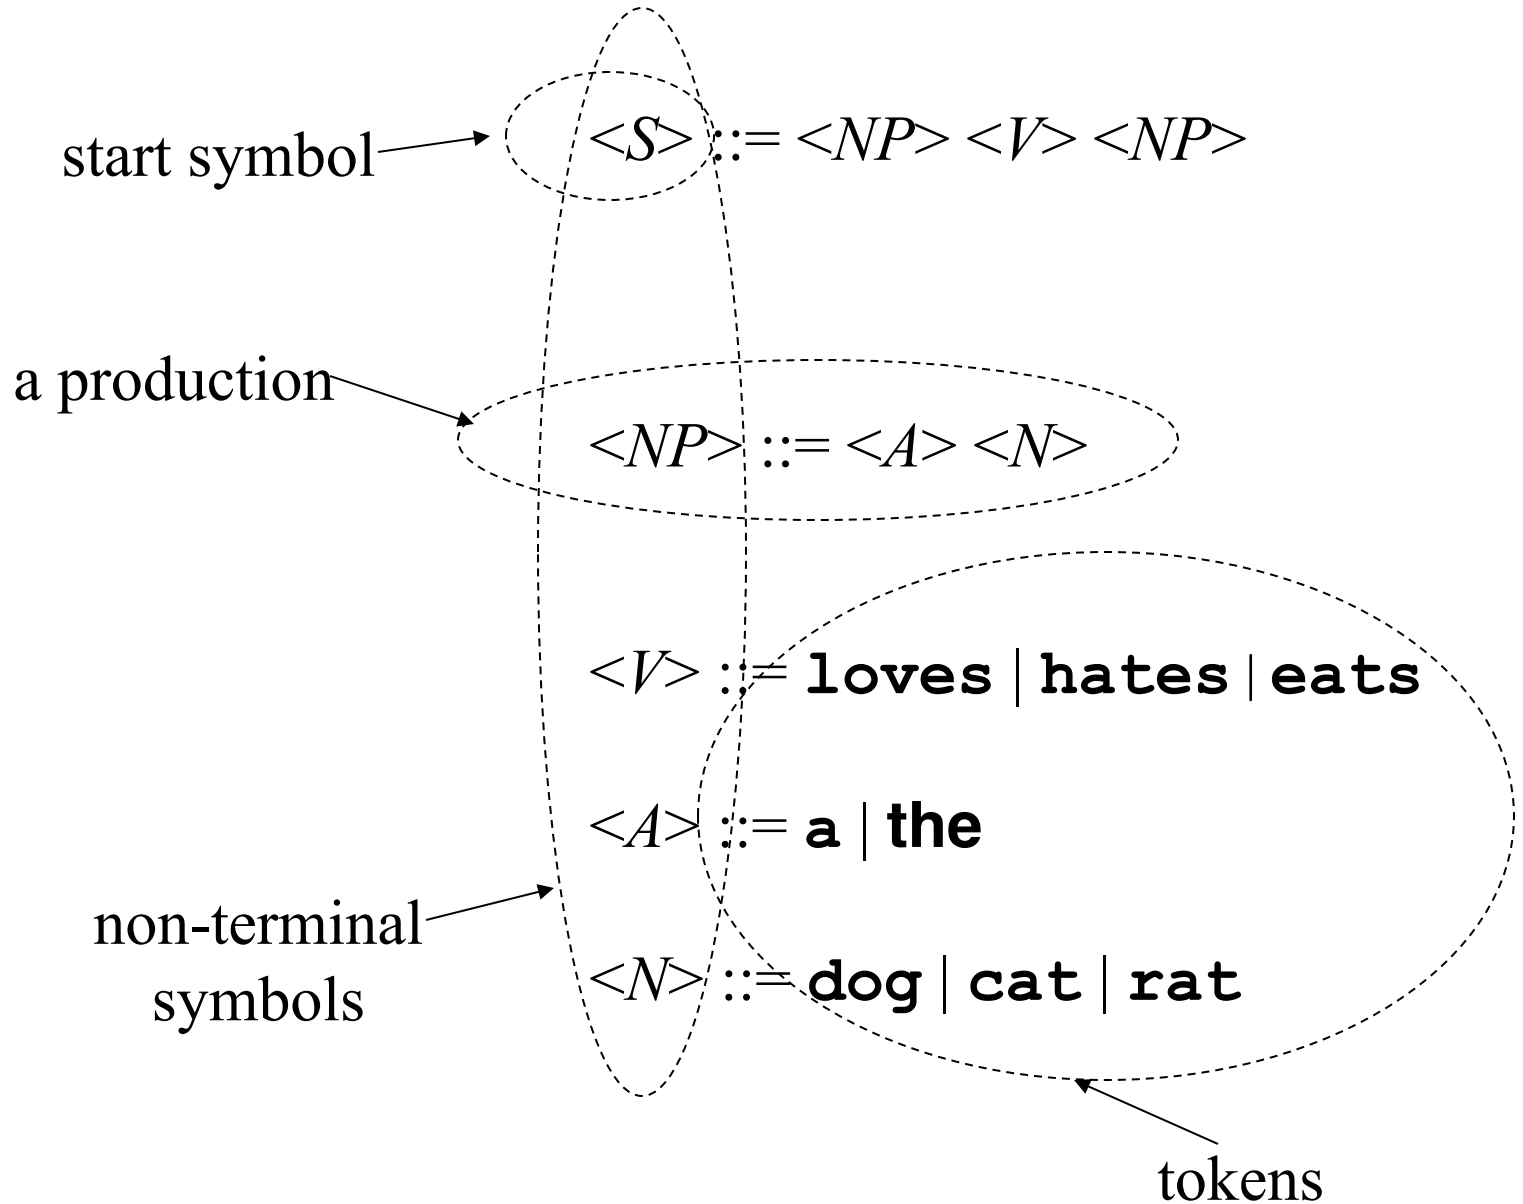 start symbol
<S> ::= <NP> <V> <NP>
a production
<NP> ::= <A> <N>
<V> ::= loves | hates | eats
<A> ::= a | the
non-terminal
symbols
<N> ::= dog | cat | rat
tokens